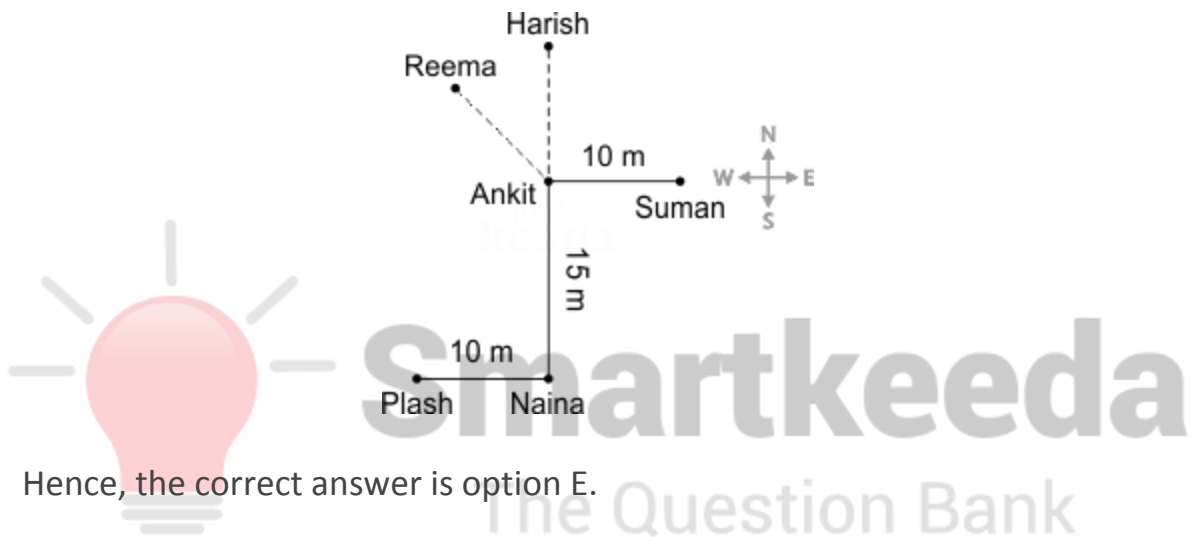 Harish
Reema
N
10 m
W E
Ankit
Suman
S
15 m
10 m
Plash Naina
Smartkeeda
Hence, the correct answer is option E.
The Question Bank